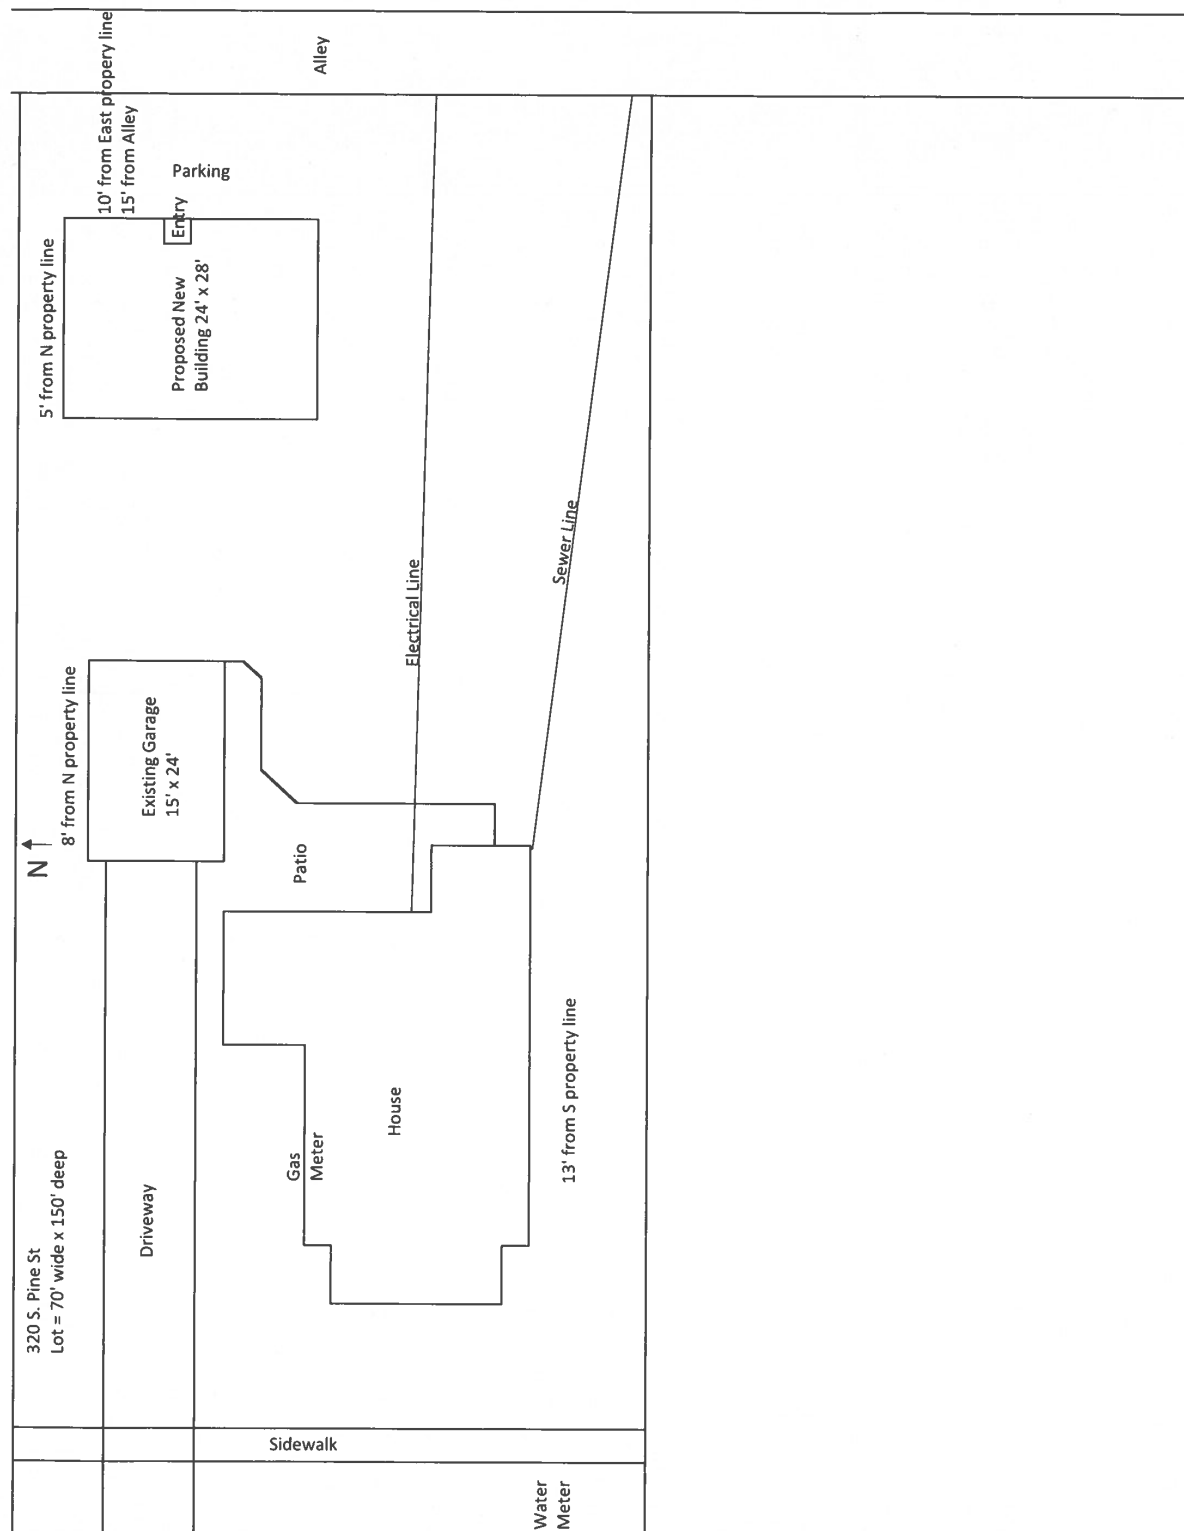 Alley
10' from East propery line
15' from Alley
Parking
Entry
5' from N property line
Proposed New
Building 24' x 28'
Electrical Line
Sewer Line
8' from N property line
Existing Garage
15' x 24'
N
Patio
House
Gas
Meter
13' from S property line
Driveway
320 S. Pine St
Lot = 70' wide x 150' deep
Sidewalk
Water
Meter